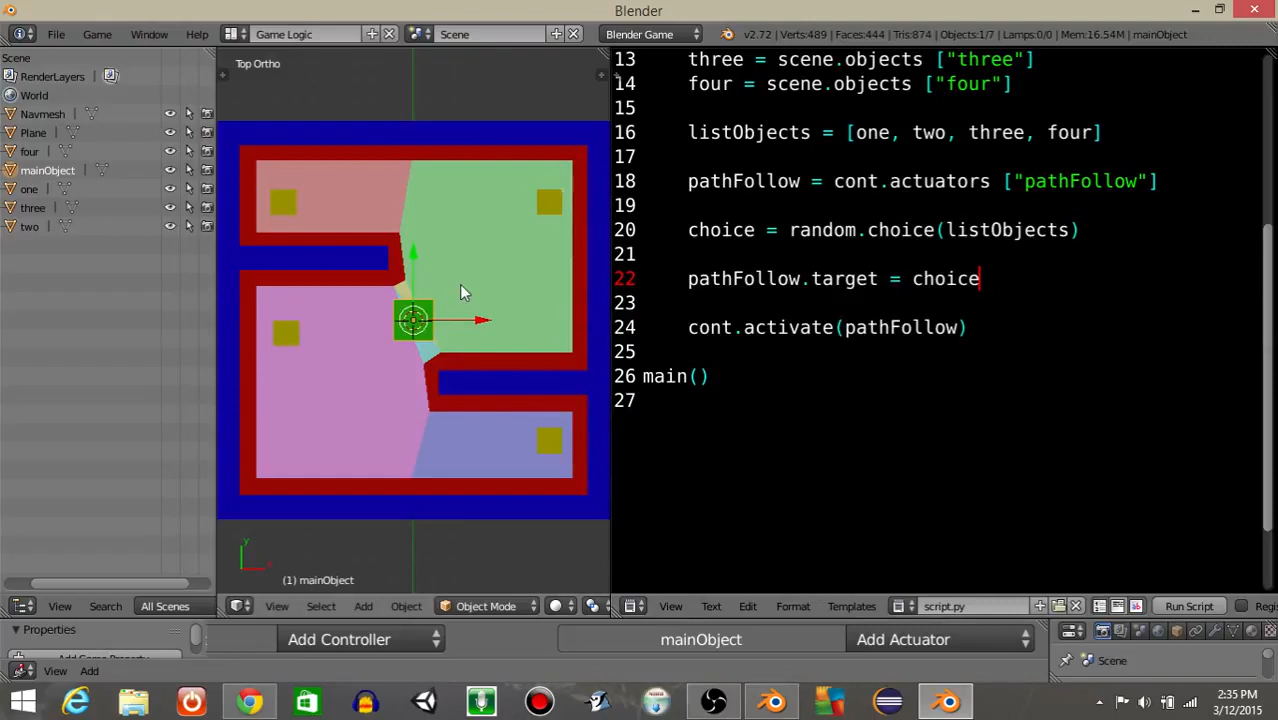 Blender
File Game Window Help Game Logic Scene Blender Game v2.72 | Verts:489 | Faces:444 | Tris:874 | Objects:1/7 | Lamps:0/0 | Mem:16.54M | mainObject
Scene
RenderLayers
World
Navmesh
Plane
four
mainObject
one
three
two
View Search All Scenes
Top Ortho
y
x
(1) mainObject
View Select Add Object Object Mode
13 three = scene.objects ["three"]
14 four = scene.objects ["four"]
15
16 listObjects = [one, two, three, four]
17
18 pathFollow = cont.actuators ["pathFollow"]
19
20 choice = random.choice(listObjects)
21
22 pathFollow.target = choice
23
24 cont.activate(pathFollow)
25
26 main()
27
View Text Edit Format Templates script.py Run Script Regis
Properties
Add Game Property
View Add
Add Controller mainObject Add Actuator
Scene
2:35 PM
3/12/2015